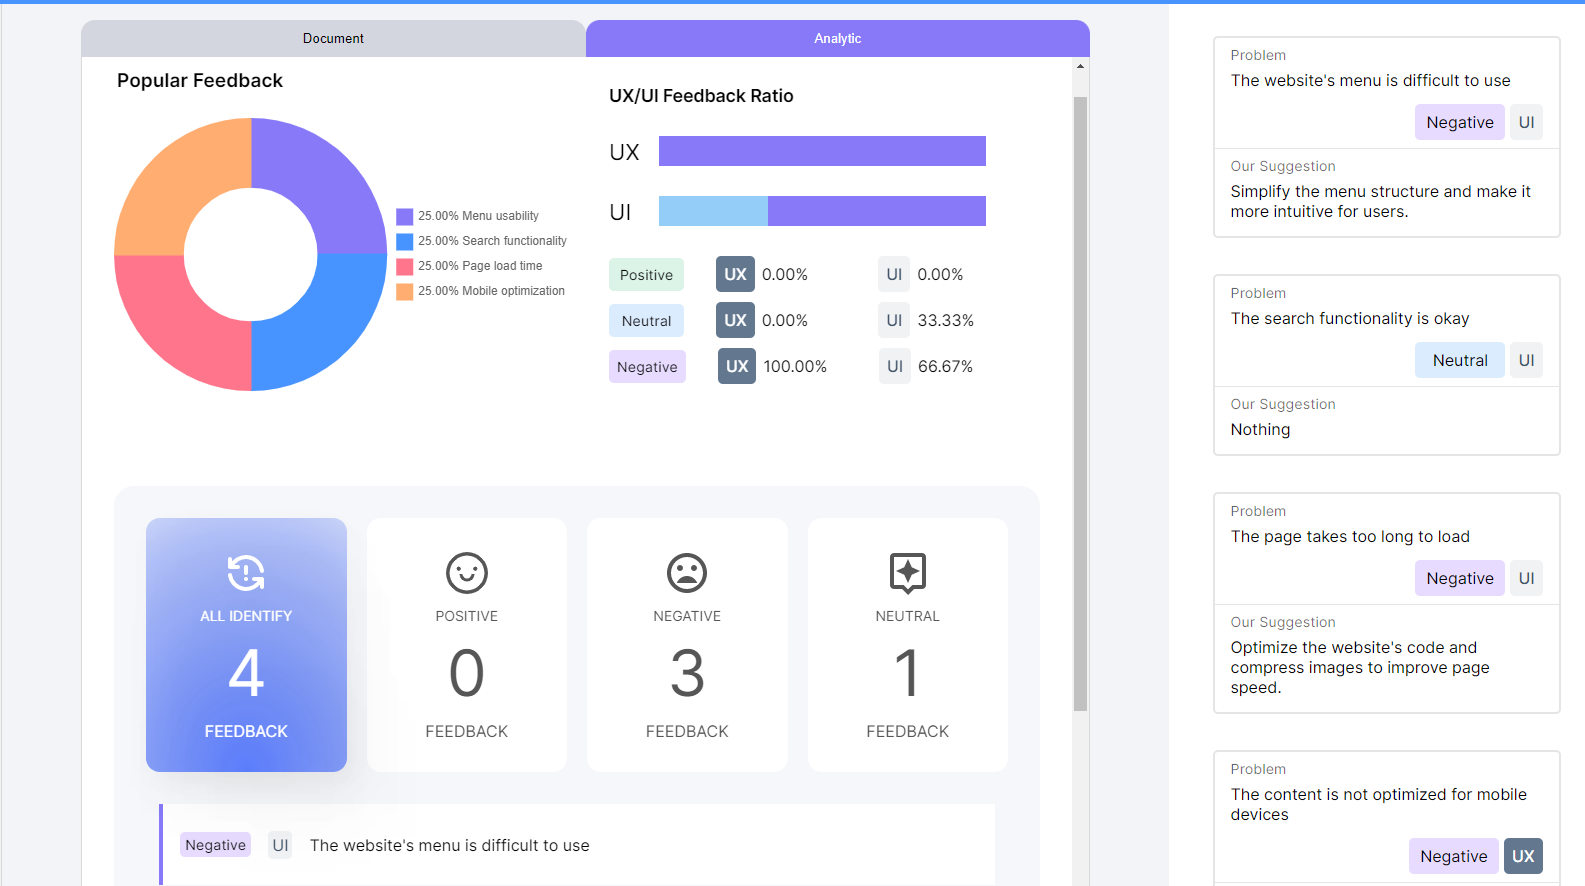 Document
Analytic
Popular Feedback
25.00% Menu usability
25.00% Search functionality
25.00% Page load time
25.00% Mobile optimization
UX/UI Feedback Ratio
UX
UI
Positive UX 0.00% UI 0.00%
Neutral UX 0.00% UI 33.33%
Negative UX 100.00% UI 66.67%
ALL IDENTIFY
4
FEEDBACK
POSITIVE
0
FEEDBACK
NEGATIVE
3
FEEDBACK
NEUTRAL
1
FEEDBACK
Negative UI The website's menu is difficult to use
Problem
The website's menu is difficult to use
Negative UI
Our Suggestion
Simplify the menu structure and make it
more intuitive for users.
Problem
The search functionality is okay
Neutral UI
Our Suggestion
Nothing
Problem
The page takes too long to load
Negative UI
Our Suggestion
Optimize the website's code and
compress images to improve page
speed.
Problem
The content is not optimized for mobile
devices
Negative UX